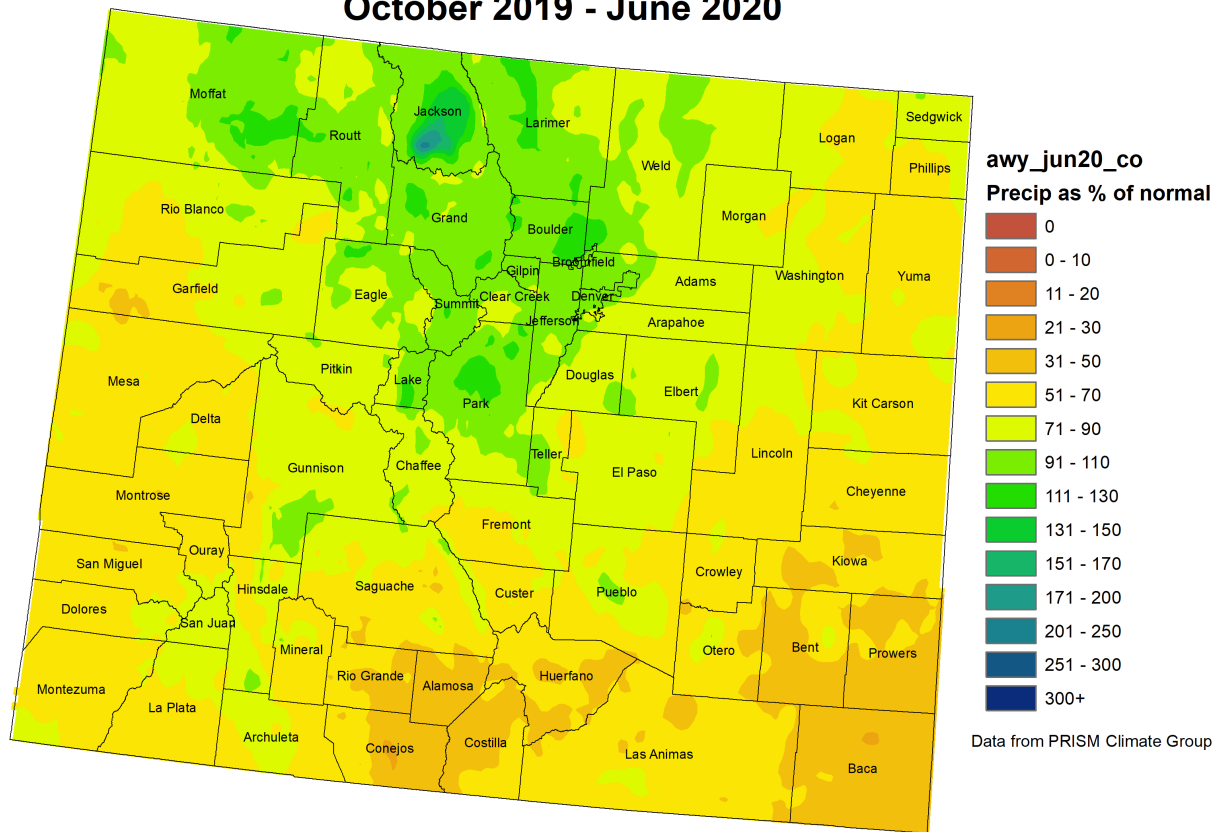 October 2019 - June 2020
Moffat
Routt
Jackson
Larimer
Weld
Logan
Sedgwick
Phillips
Rio Blanco
Grand
Boulder
Morgan
Garfield
Eagle
Summit
Gilpin
Clear Creek
Broomfield
Denver
Jefferson
Adams
Arapahoe
Washington
Yuma
Mesa
Delta
Pitkin
Lake
Park
Douglas
Elbert
Kit Carson
Montrose
Gunnison
Chaffee
Teller
El Paso
Lincoln
Cheyenne
San Miguel
Ouray
Hinsdale
Saguache
Fremont
Custer
Pueblo
Crowley
Kiowa
Dolores
San Juan
Mineral
Rio Grande
Alamosa
Huerfano
Otero
Bent
Prowers
Montezuma
La Plata
Archuleta
Conejos
Costilla
Las Animas
Baca
awy_jun20_co
Precip as % of normal
0
0 - 10
11 - 20
21 - 30
31 - 50
51 - 70
71 - 90
91 - 110
111 - 130
131 - 150
151 - 170
171 - 200
201 - 250
251 - 300
300+
Data from PRISM Climate Group